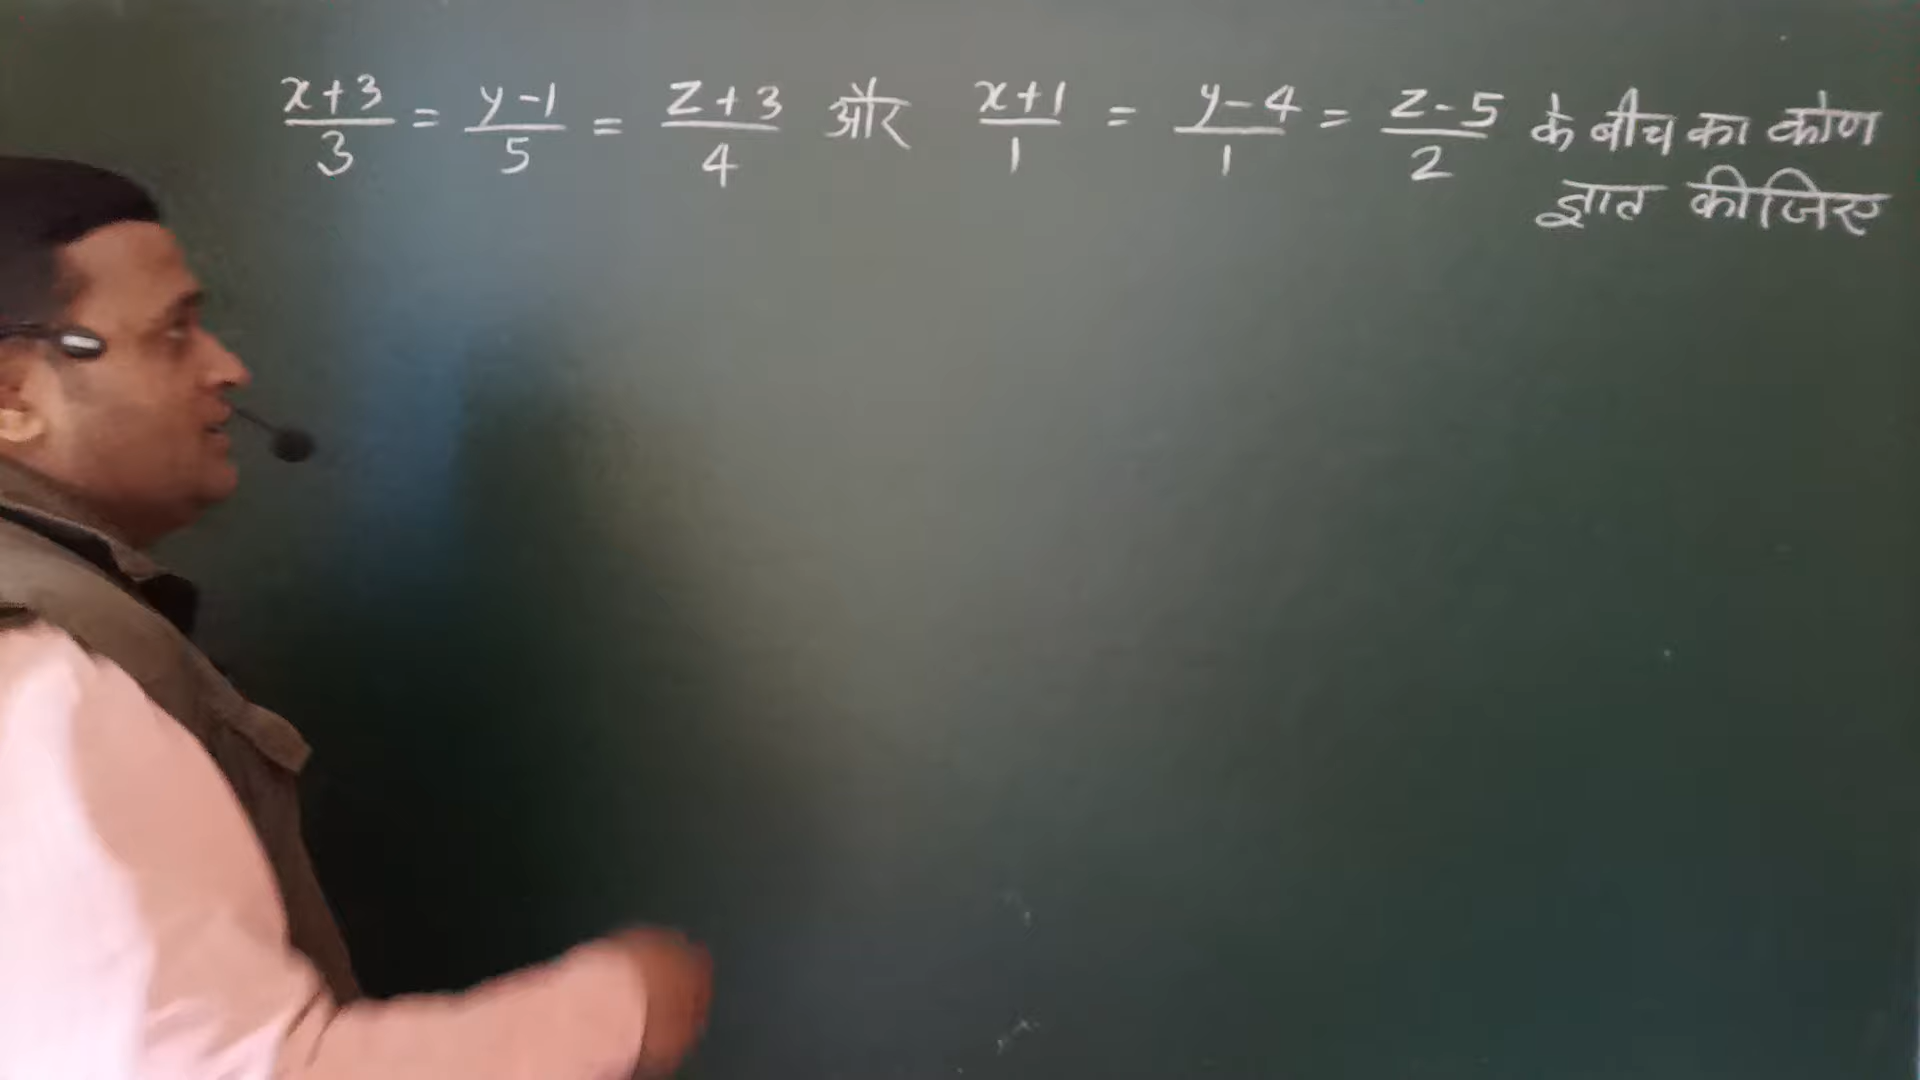 x+3/3 = y-1/5 = z+3/4 और x+1/1 = y-4/1 = z-5/2 के बीच का कोण
ज्ञात कीजिए